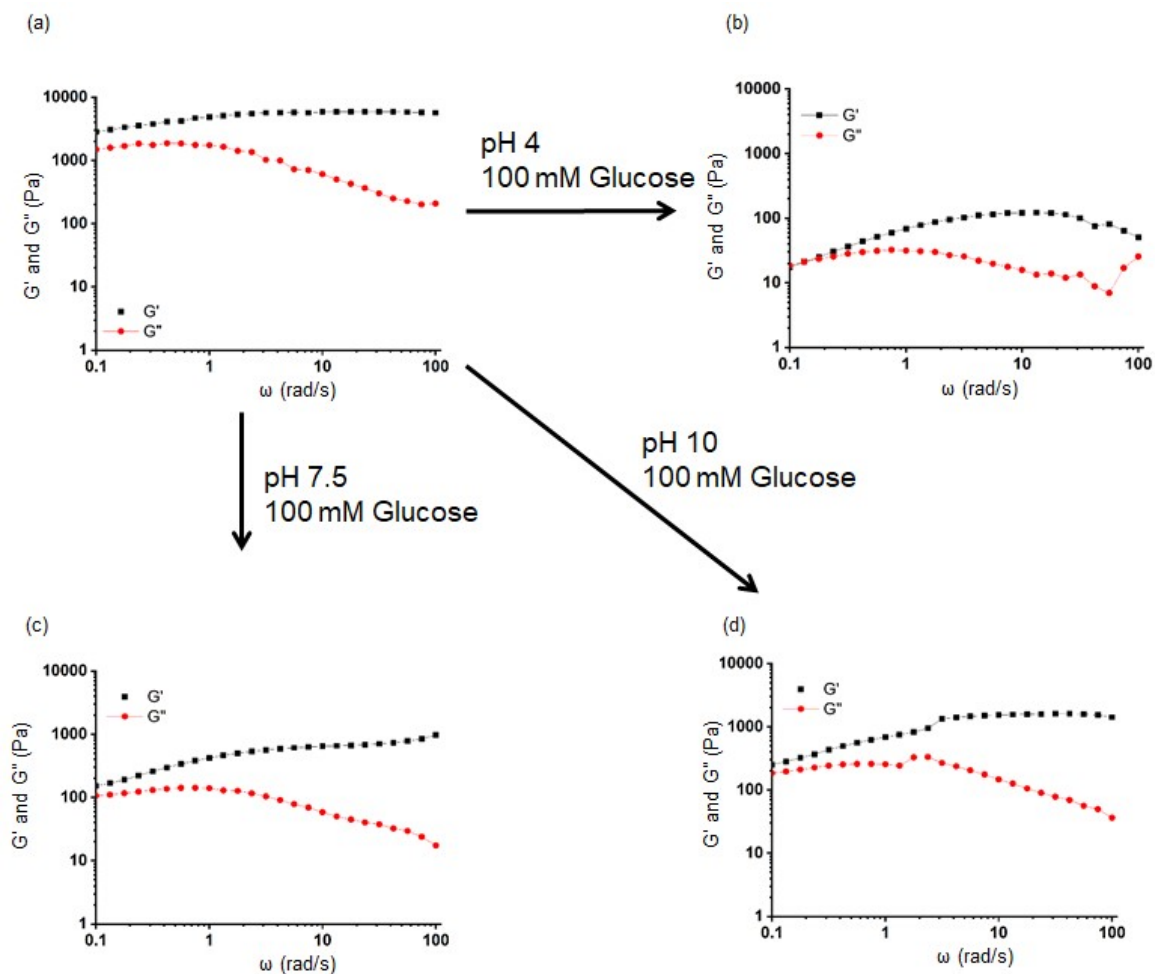 (a)
10000
1000
100
10
1
G' and G'' (Pa)
G'
G''
0.1 1 10 100
ω (rad/s)
pH 4
100 mM Glucose
(b)
10000
1000
100
10
1
G' and G'' (Pa)
G'
G''
0.1 1 10 100
ω (rad/s)
pH 7.5
100 mM Glucose
pH 10
100 mM Glucose
(c)
10000
1000
100
10
1
G' and G'' (Pa)
G'
G''
0.1 1 10 100
ω (rad/s)
(d)
10000
1000
100
10
1
G' and G'' (Pa)
G'
G''
0.1 1 10 100
ω (rad/s)